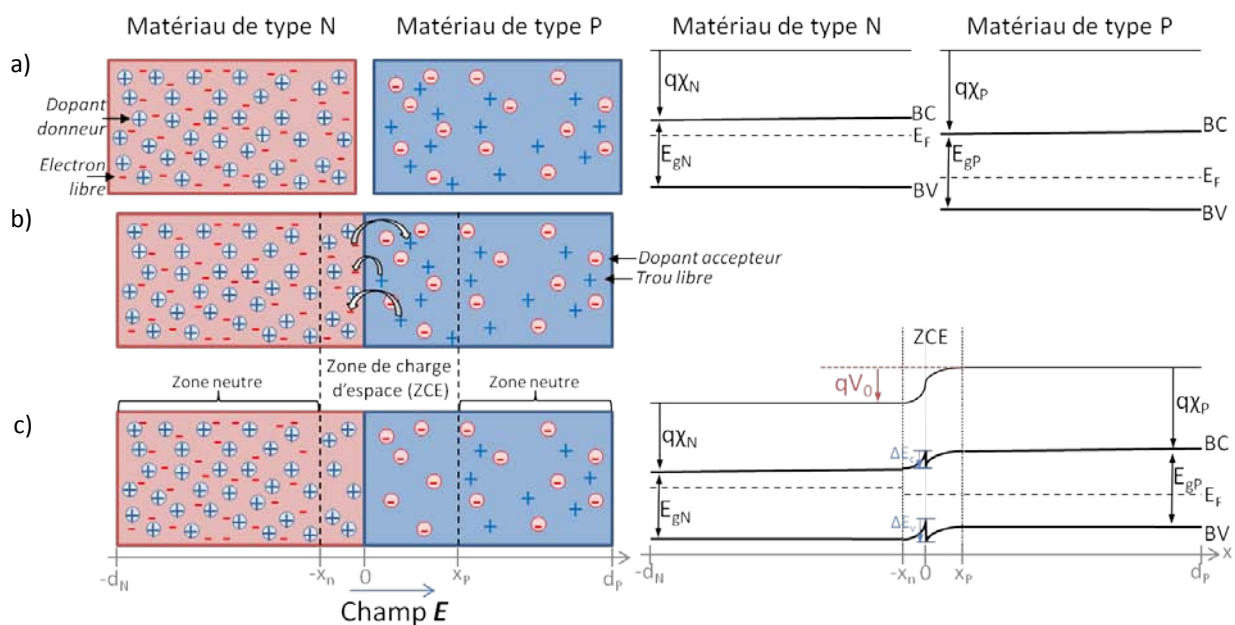 Matériau de type N
Matériau de type P
Matériau de type N
Matériau de type P
a)
Dopant
donneur
Electron
libre
qχN
BC
EF
EgN
BV
qχP
BC
EgP
EF
BV
b)
Dopant accepteur
Trou libre
Zone neutre
Zone de charge
d'espace (ZCE)
Zone neutre
c)
-dN
-xn
0
xP
dP
Champ E
ZCE
qV0
qχN
qχP
ΔEc
BC
EgN
EgP
EF
ΔEv
BV
x
-dN
-xn
0
xP
dP